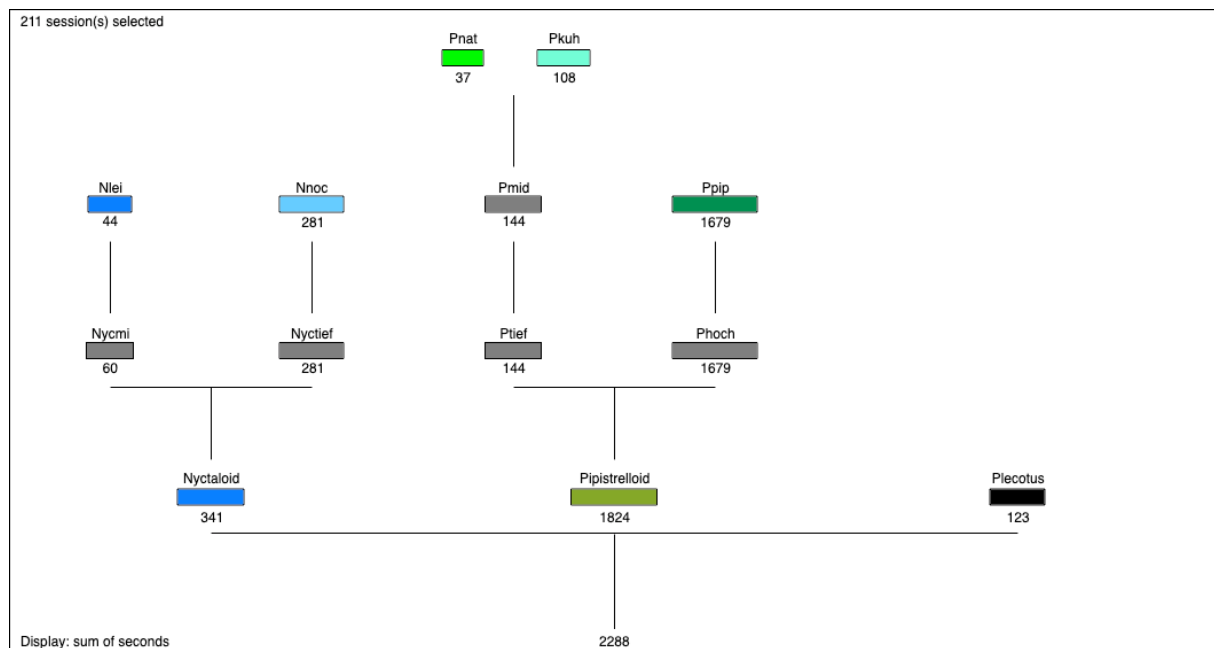 211 session(s) selected
Pnat Pkuh
37 108
Nlei Nnoc Pmid Ppip
44 281 144 1679
Nycmi Nyctief Ptief Phoch
60 281 144 1679
Nyctaloid Pipistrelloid Plecotus
341 1824 123
Display: sum of seconds 2288